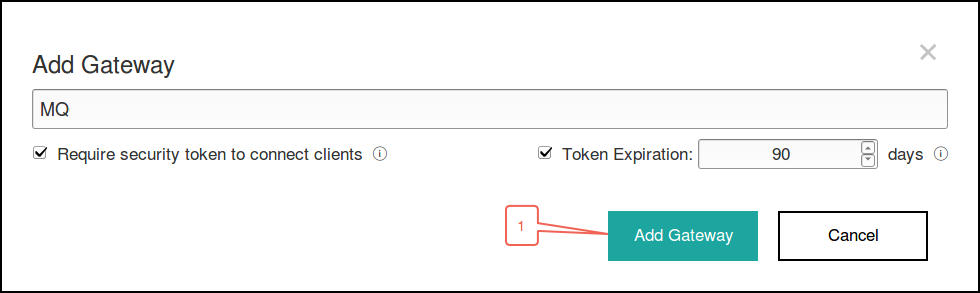 Add Gateway
MQ
Require security token to connect clients
Token Expiration: 90 days
1
Add Gateway
Cancel